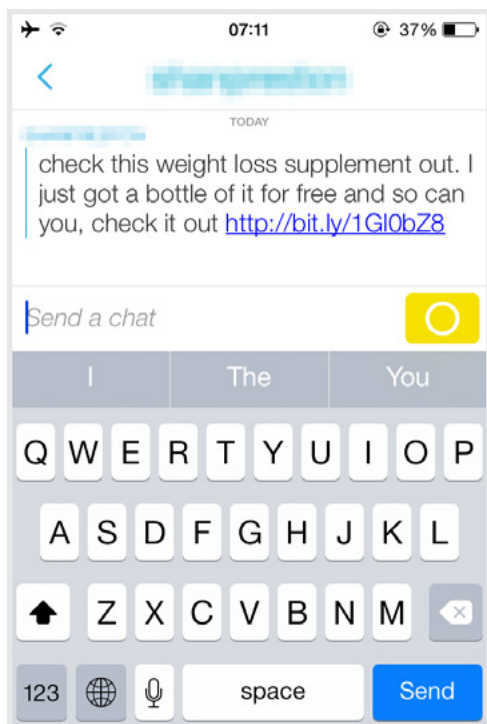 07:11
37%
TODAY
check this weight loss supplement out. I
just got a bottle of it for free and so can
you, check it out http://bit.ly/1Gl0bZ8
Send a chat
I The You
Q W E R T Y U I O P
A S D F G H J K L
Z X C V B N M
123 space Send